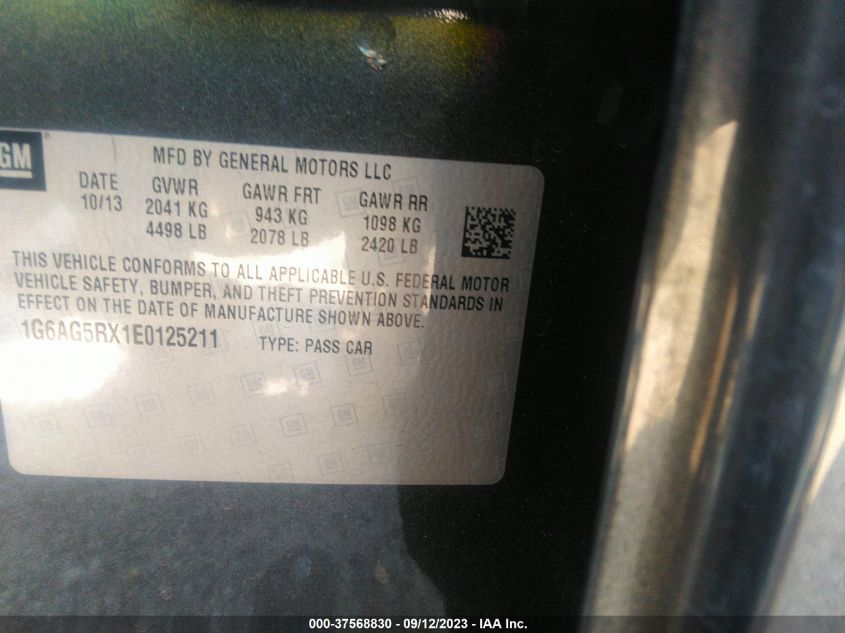 GM
MFD BY GENERAL MOTORS LLC
DATE GVWR GAWR FRT GAWR RR
10/13 2041 KG 943 KG 1098 KG
4498 LB 2078 LB 2420 LB
THIS VEHICLE CONFORMS TO ALL APPLICABLE U.S. FEDERAL MOTOR
VEHICLE SAFETY, BUMPER, AND THEFT PREVENTION STANDARDS IN
EFFECT ON THE DATE OF MANUFACTURE SHOWN ABOVE.
1G6AG5RX1E0125211 TYPE: PASS CAR
000-37568830 - 09/12/2023 - IAA Inc.